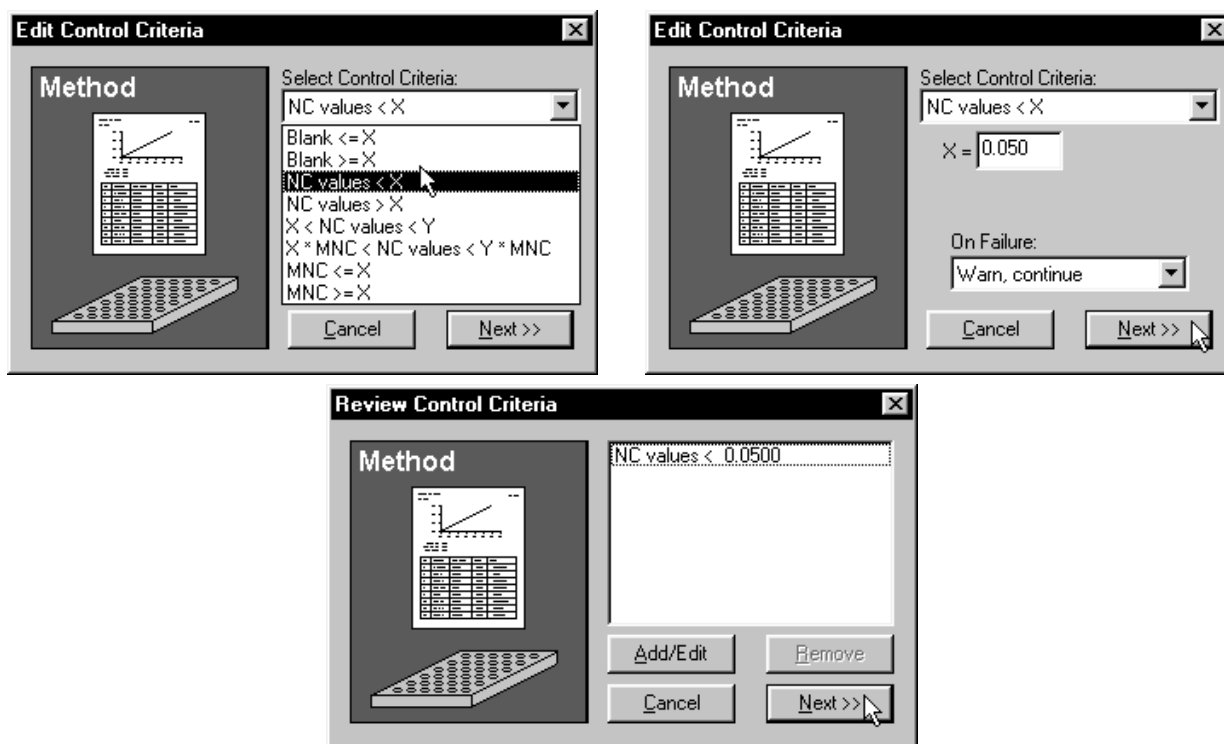 Edit Control Criteria
Method
Select Control Criteria:
NC values < X
Blank <= X
Blank >= X
NC values < X
NC values > X
X < NC values < Y
X * MNC < NC values < Y * MNC
MNC <= X
MNC >= X
Cancel
Next >>
Edit Control Criteria
Method
Select Control Criteria:
NC values < X
X = 0.050
On Failure:
Warn, continue
Cancel
Next >>
Review Control Criteria
Method
NC values < 0.0500
Add/Edit
Remove
Cancel
Next >>